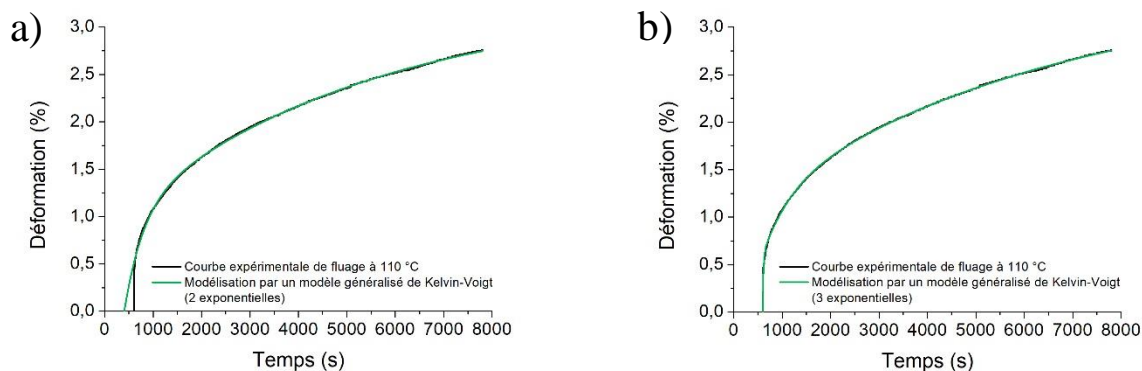 a)
3,0
2,5
2,0
1,5
1,0
0,5
0,0
Déformation (%)
Courbe expérimentale de fluage à 110 °C
Modélisation par un modèle généralisé de Kelvin-Voigt
(2 exponentielles)
0 1000 2000 3000 4000 5000 6000 7000 8000
Temps (s)
b)
3,0
2,5
2,0
1,5
1,0
0,5
0,0
Déformation (%)
Courbe expérimentale de fluage à 110 °C
Modélisation par un modèle généralisé de Kelvin-Voigt
(3 exponentielles)
0 1000 2000 3000 4000 5000 6000 7000 8000
Temps (s)